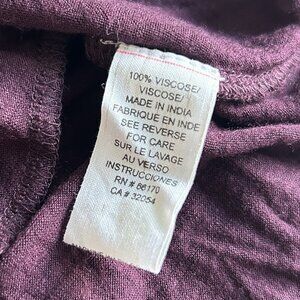 100% VISCOSE/
VISCOSE/
MADE IN INDIA
FABRIQUE EN INDE
SEE REVERSE
FOR CARE
SUR LE LAVAGE
AU VERSO
INSTRUCCIONES
RN # 66170
CA # 32054